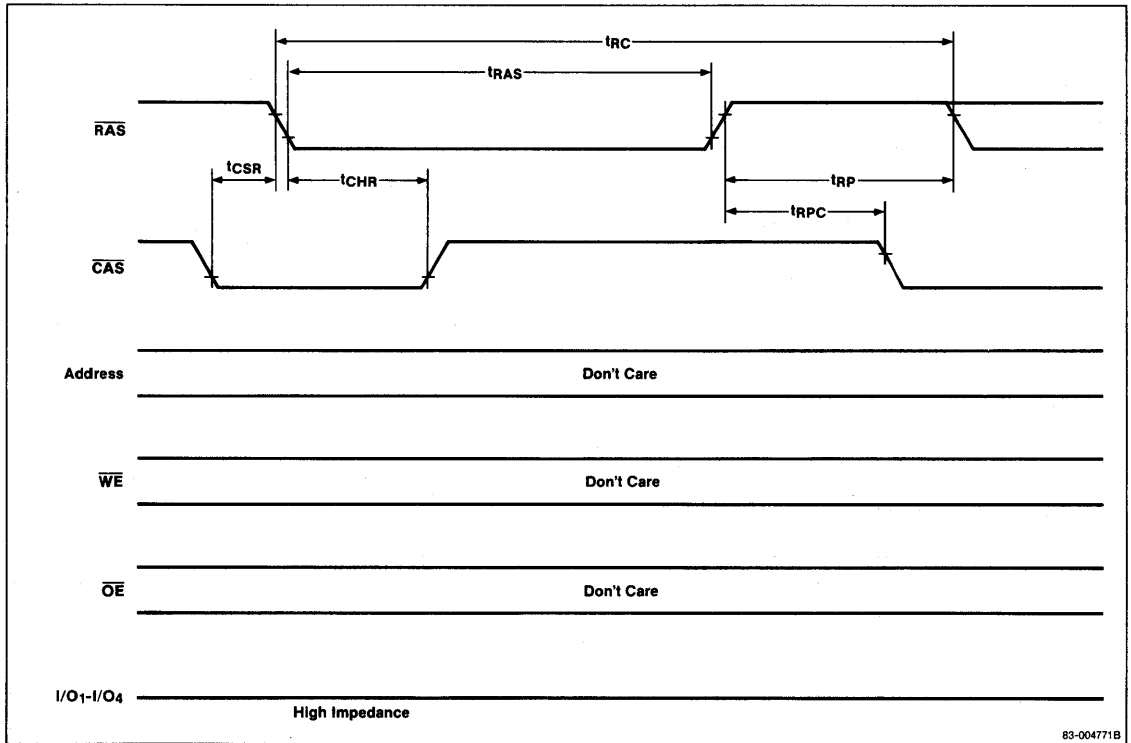 tRC
tRAS
RAS
tCSR
tCHR
tRP
tRPC
CAS
Address
Don't Care
WE
Don't Care
OE
Don't Care
I/O1-I/O4
High Impedance
83-004771B